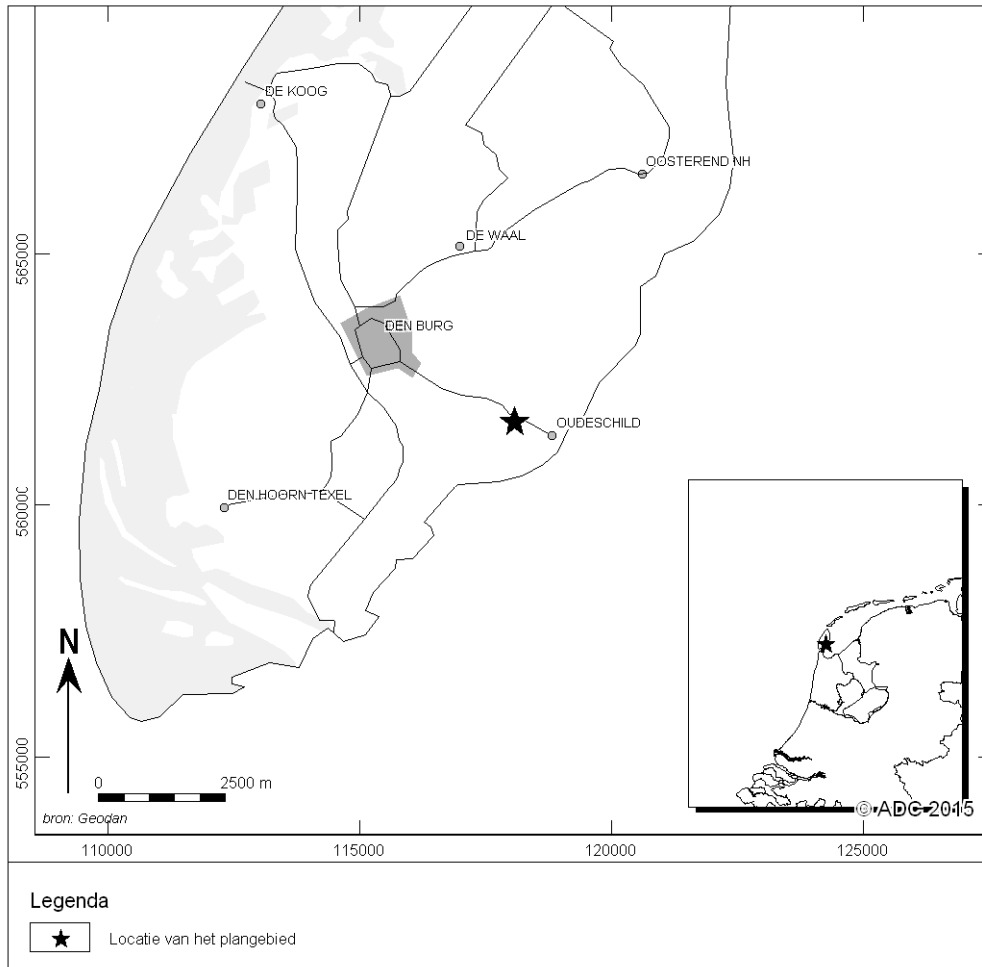 DE KOOG
OOSTEREND NH
DE WAAL
565000
DEN BURG
OUDESCHILD
DEN HOORN TEXEL
560000
N
555000
0 2500 m
bron: Geodan
© ADC 2015
110000 115000 120000 125000
Legenda
Locatie van het plangebied